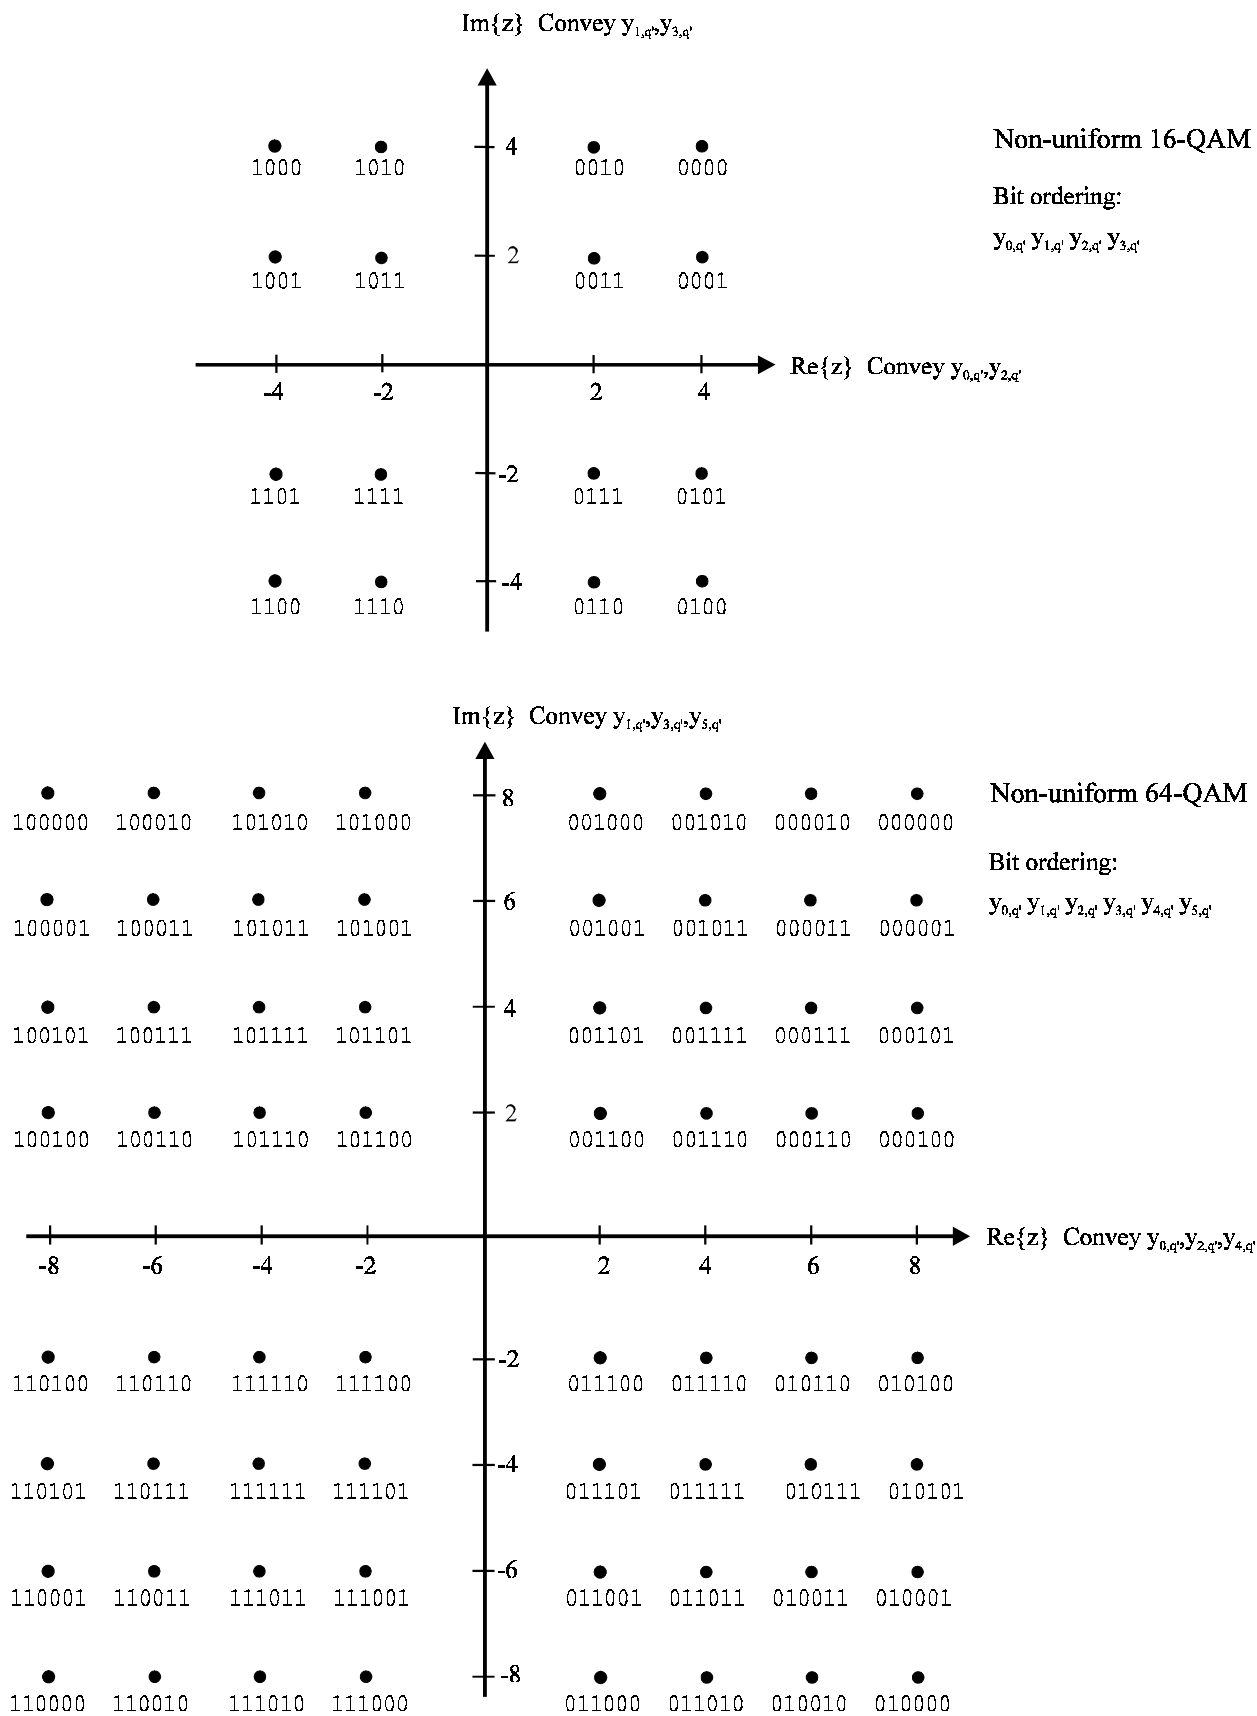 Im{z} Convey y1,q',y3,q'
4
Non-uniform 16-QAM
1000 1010 0010 0000
Bit ordering:
y0,q' y1,q' y2,q' y3,q'
2
1001 1011 0011 0001
Re{z} Convey y0,q',y2,q'
-4 -2 2 4
-2
1101 1111 0111 0101
-4
1100 1110 0110 0100
Im{z} Convey y1,q',y3,q',y5,q'
8
Non-uniform 64-QAM
100000 100010 101010 101000 001000 001010 000010 000000
Bit ordering:
6
y0,q' y1,q' y2,q' y3,q' y4,q' y5,q'
100001 100011 101011 101001 001001 001011 000011 000001
4
100101 100111 101111 101101 001101 001111 000111 000101
2
100100 100110 101110 101100 001100 001110 000110 000100
Re{z} Convey y0,q',y2,q',y4,q'
-8 -6 -4 -2 2 4 6 8
-2
110100 110110 111110 111100 011100 011110 010110 010100
-4
110101 110111 111111 111101 011101 011111 010111 010101
-6
110001 110011 111011 111001 011001 011011 010011 010001
-8
110000 110010 111010 111000 011000 011010 010010 010000